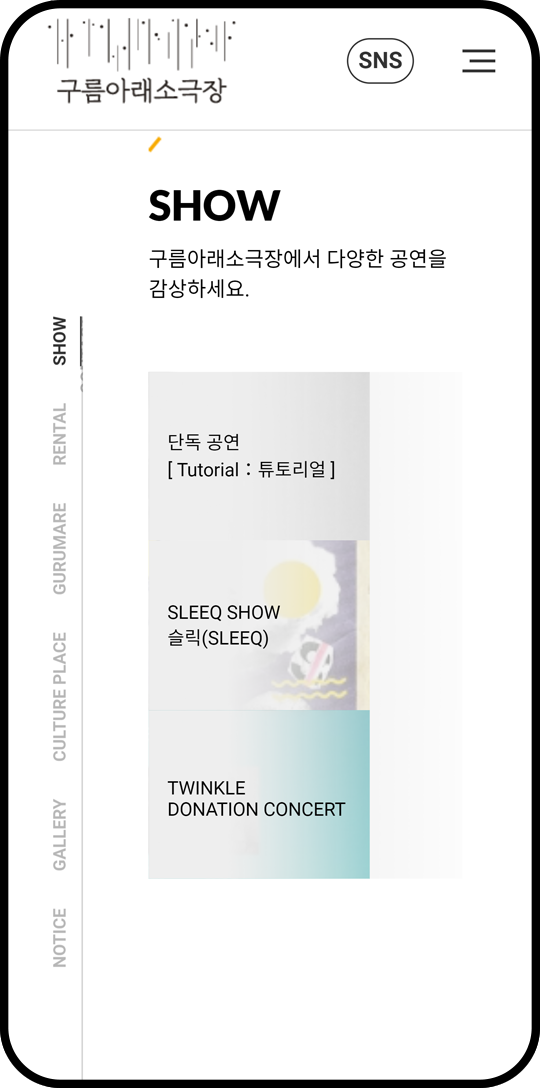 구름아래소극장
SNS
SHOW
구름아래소극장에서 다양한 공연을
감상하세요.
SHOW
RENTAL
GURUMARE
CULTURE PLACE
GALLERY
NOTICE
단독 공연
[ Tutorial : 튜토리얼 ]
SLEEQ SHOW
슬릭(SLEEQ)
TWINKLE
DONATION CONCERT